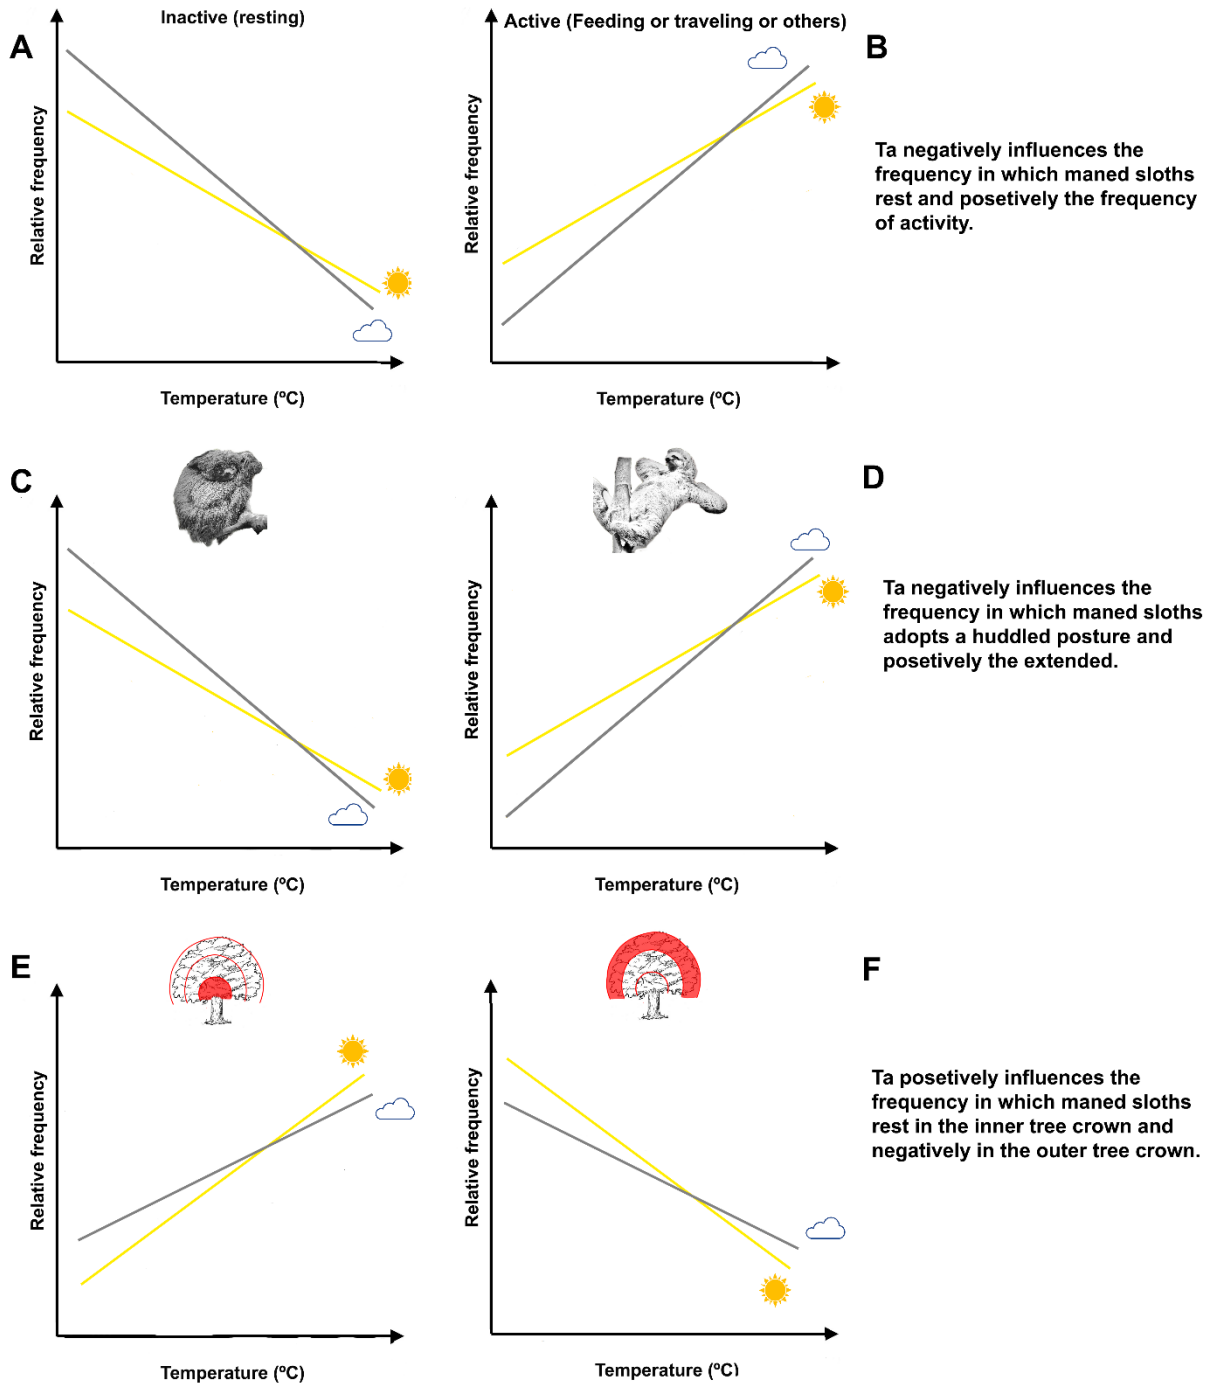 Inactive (resting)
Active (Feeding or traveling or others)
A
B
Relative frequency
Relative frequency
Ta negatively influences the
frequency in which maned sloths
rest and posetively the frequency
of activity.
Temperature (ºC)
Temperature (ºC)
C
D
Relative frequency
Relative frequency
Ta negatively influences the
frequency in which maned sloths
adopts a huddled posture and
posetively the extended.
Temperature (ºC)
Temperature (ºC)
E
F
Relative frequency
Relative frequency
Ta posetively influences the
frequency in which maned sloths
rest in the inner tree crown and
negatively in the outer tree crown.
Temperature (ºC)
Temperature (ºC)